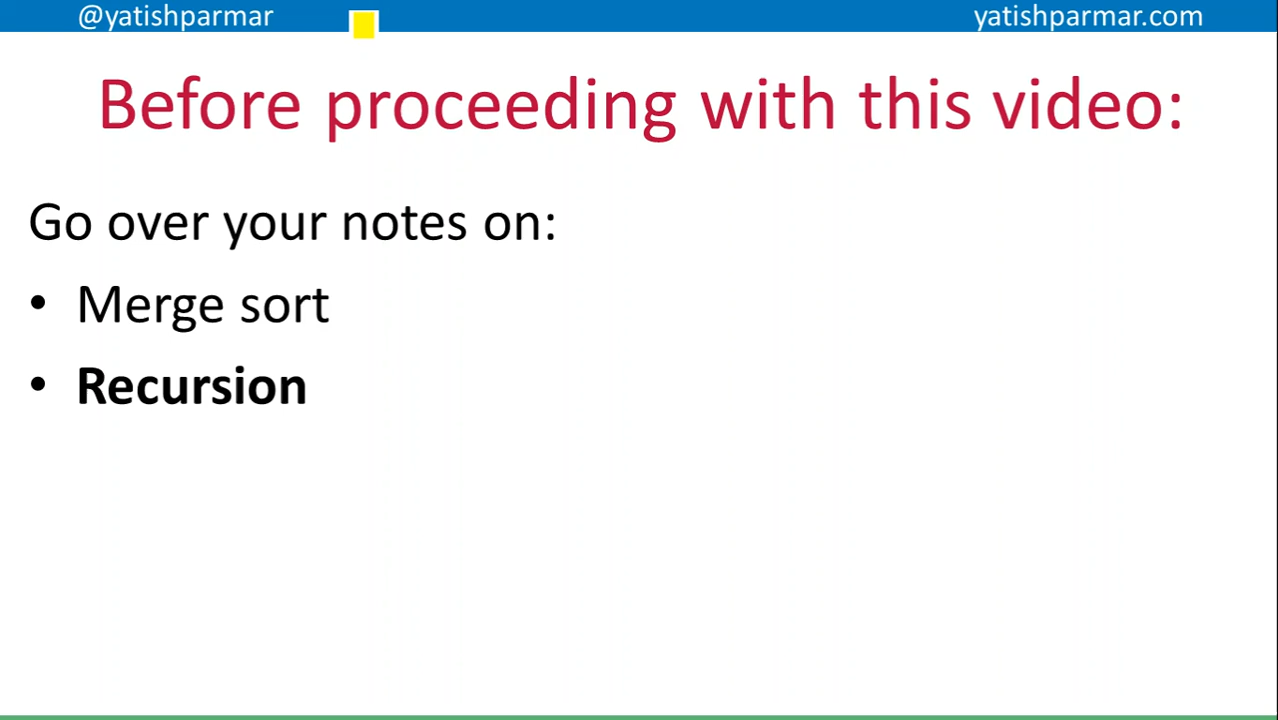 @yatishparmar
yatishparmar.com
Before proceeding with this video:
Go over your notes on:
• Merge sort
• Recursion